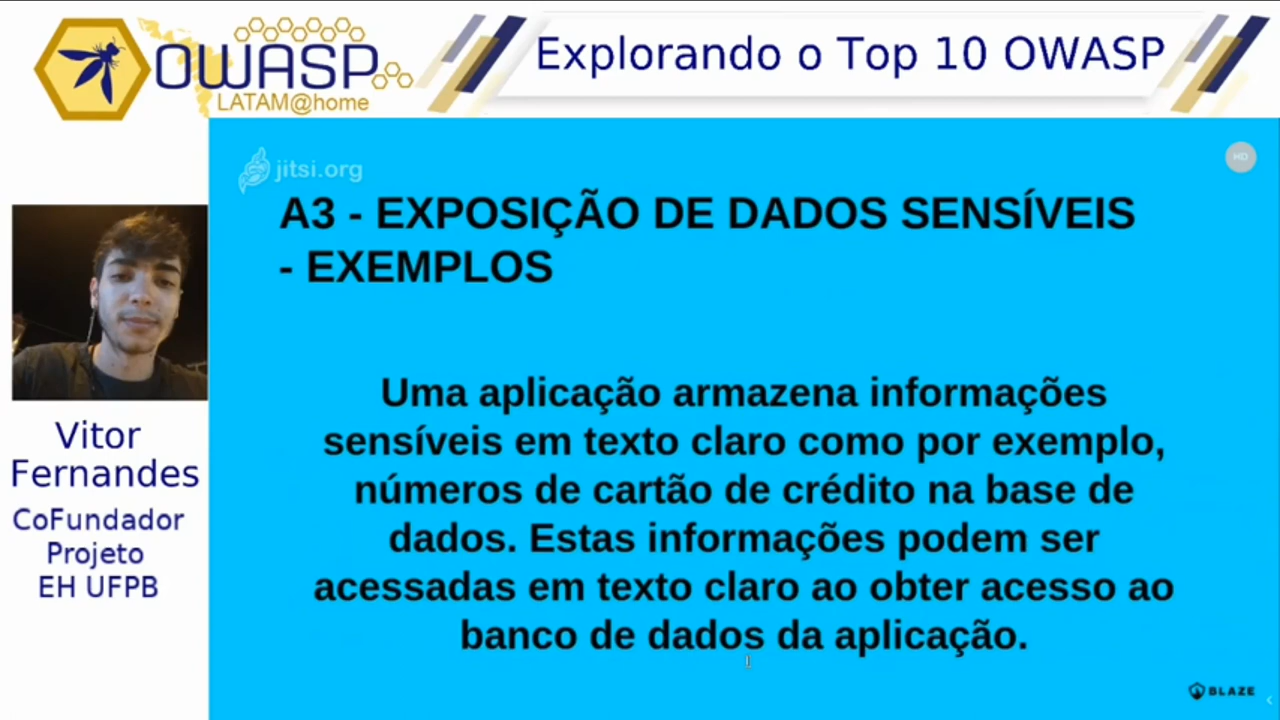 OWASP
LATAM@home
Explorando o Top 10 OWASP
jitsi.org
HD
A3 - EXPOSIÇÃO DE DADOS SENSÍVEIS
- EXEMPLOS
Uma aplicação armazena informações
sensíveis em texto claro como por exemplo,
números de cartão de crédito na base de
dados. Estas informações podem ser
acessadas em texto claro ao obter acesso ao
banco de dados da aplicação.
Vitor
Fernandes
CoFundador
Projeto
EH UFPB
BLAZE